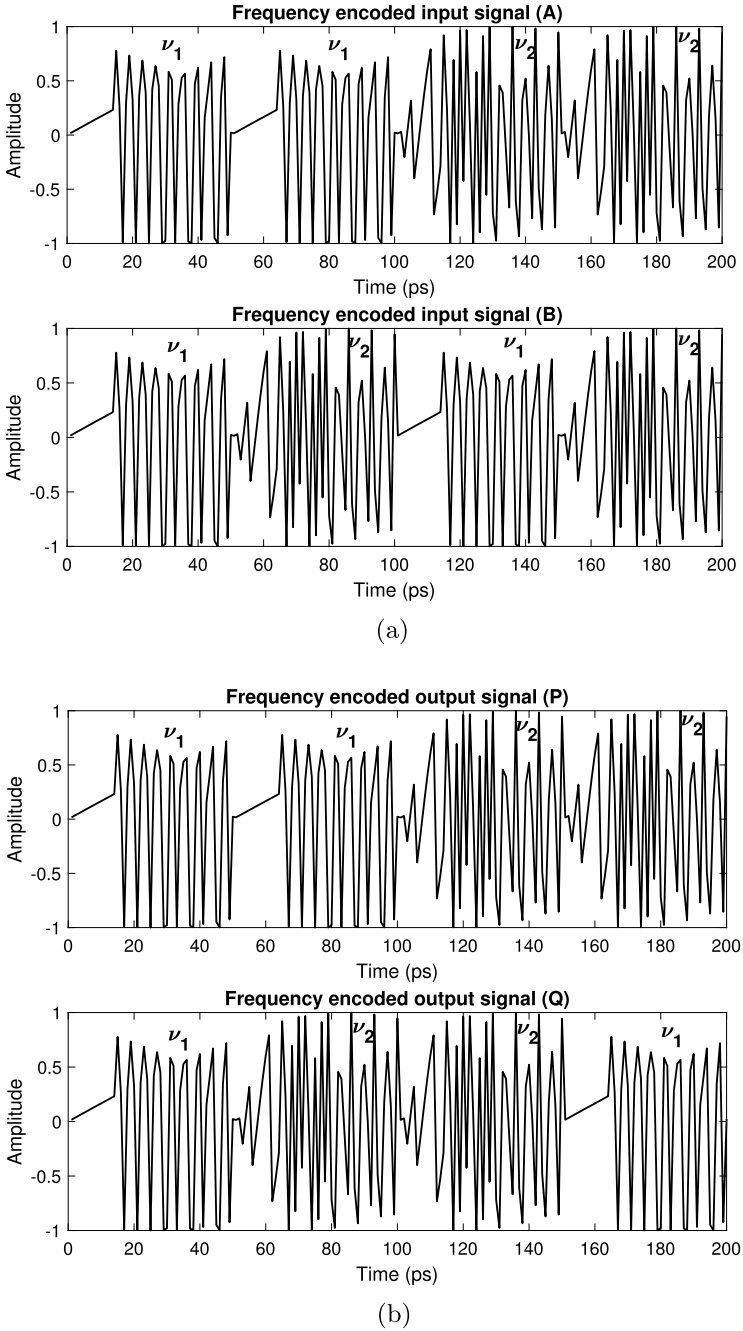 Frequency encoded input signal (A)
1
0.5
0
-0.5
-1
Amplitude
ν1 ν1 ν2 ν2
0 20 40 60 80 100 120 140 160 180 200
Time (ps)
Frequency encoded input signal (B)
1
0.5
0
-0.5
-1
Amplitude
ν1 ν2 ν1 ν2
0 20 40 60 80 100 120 140 160 180 200
Time (ps)
(a)
Frequency encoded output signal (P)
1
0.5
0
-0.5
-1
Amplitude
ν1 ν1 ν2 ν2
0 20 40 60 80 100 120 140 160 180 200
Time (ps)
Frequency encoded output signal (Q)
1
0.5
0
-0.5
-1
Amplitude
ν1 ν2 ν2 ν1
0 20 40 60 80 100 120 140 160 180 200
Time (ps)
(b)